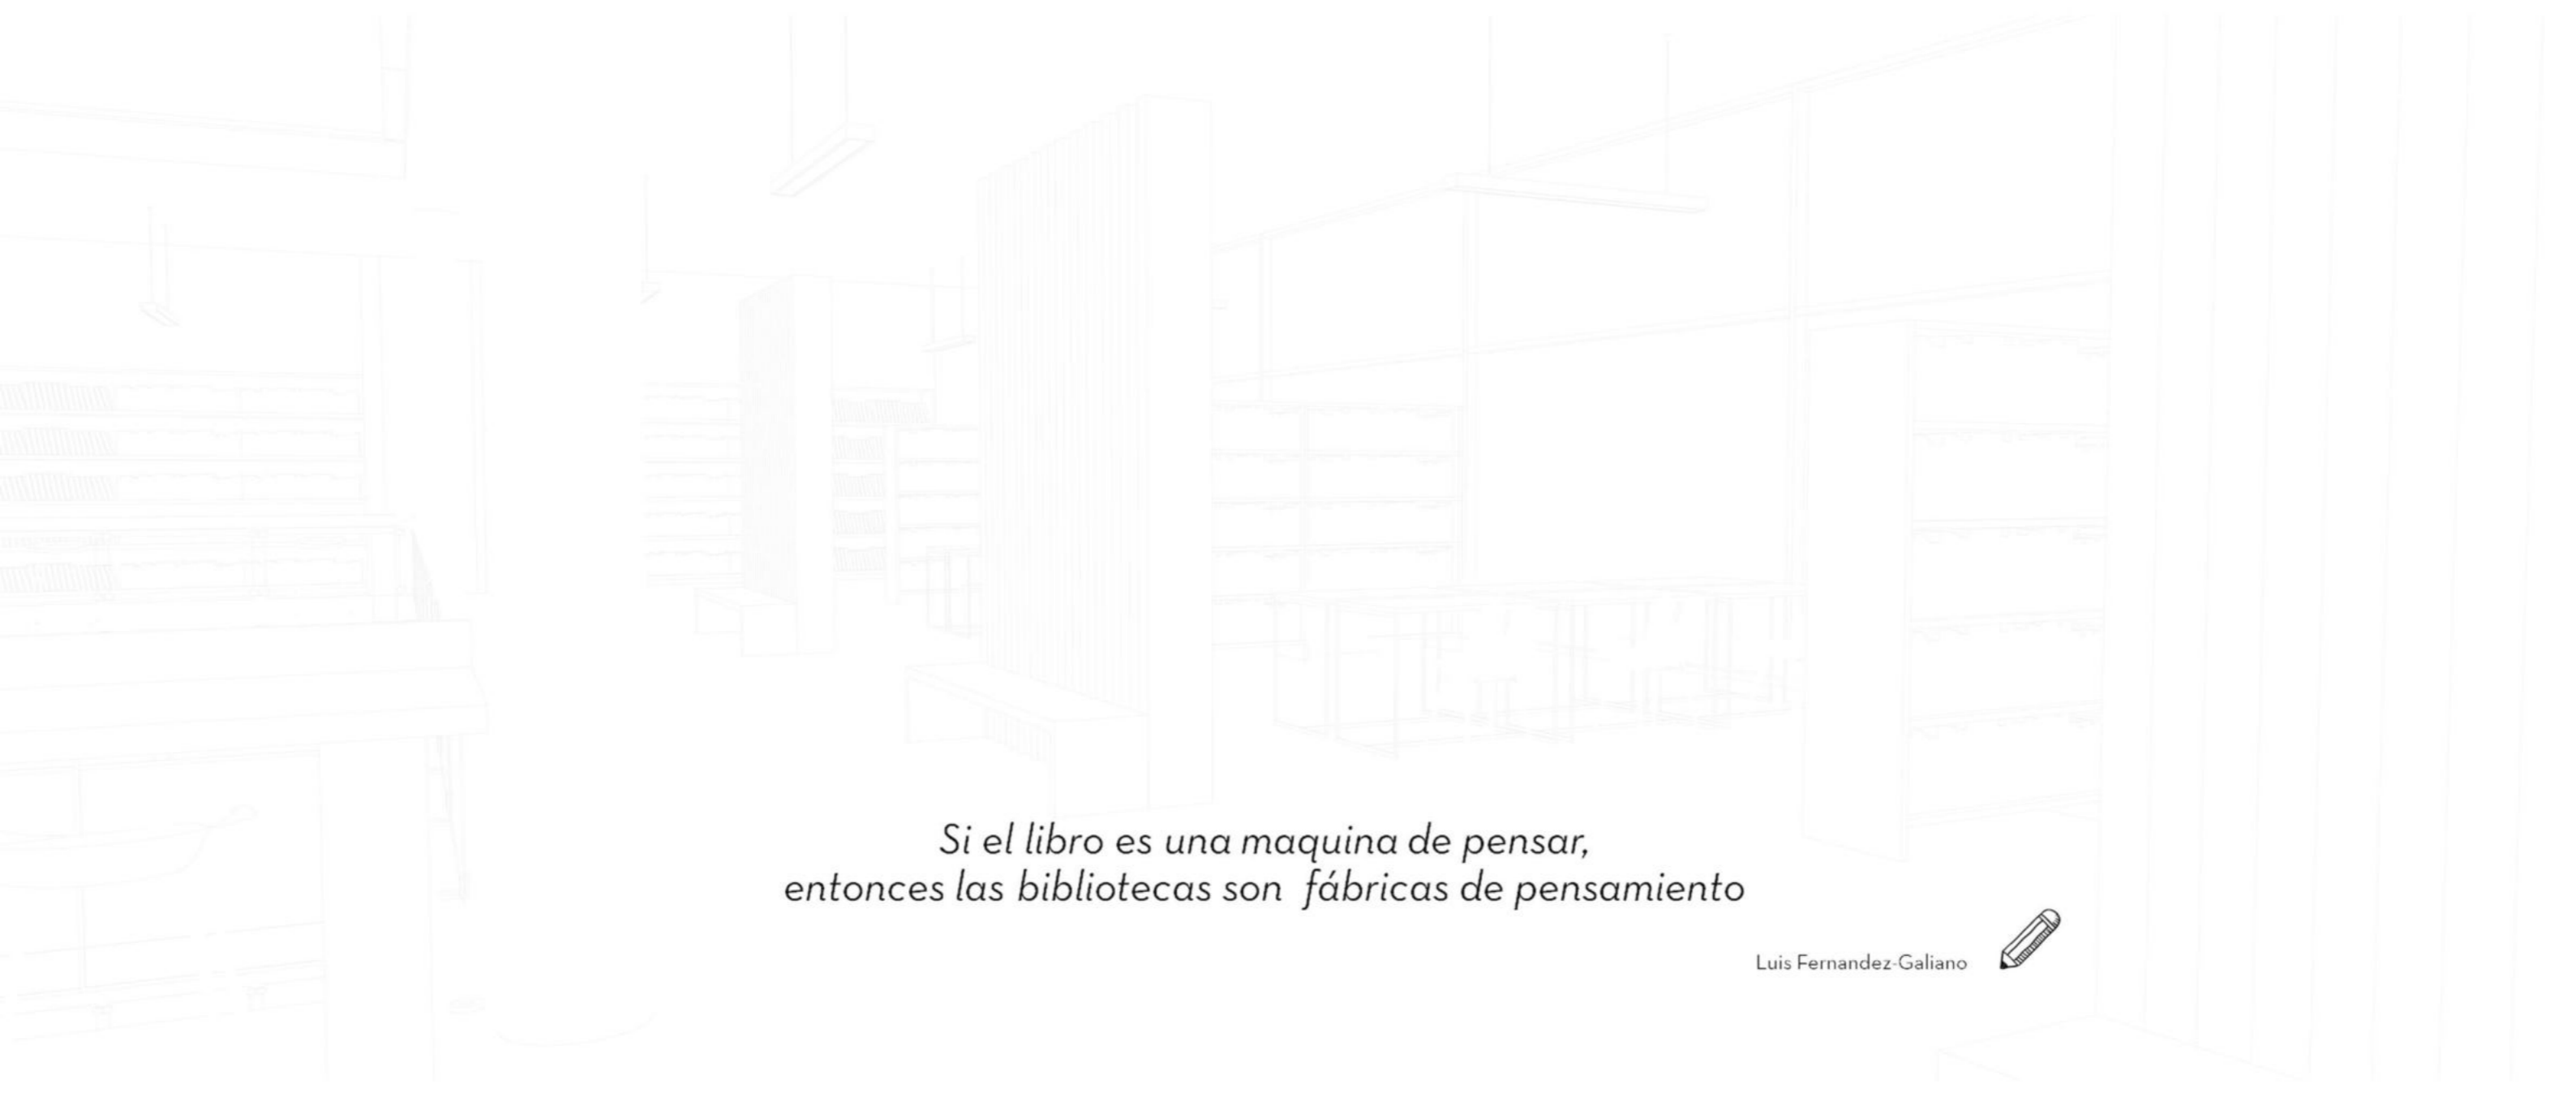 Si el libro es una maquina de pensar,
entonces las bibliotecas son fábricas de pensamiento
Luis Fernandez-Galiano